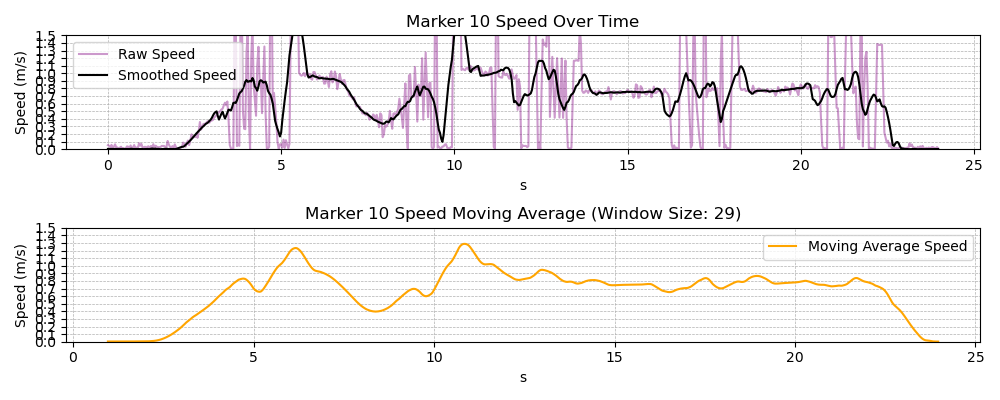 Marker 10 Speed Over Time
Speed (m/s)
1.5
1.4
1.3
1.2
1.1
1.0
0.9
0.8
0.7
0.6
0.5
0.4
0.3
0.2
0.1
0.0
Raw Speed
Smoothed Speed
0 5 10 15 20 25
s
Marker 10 Speed Moving Average (Window Size: 29)
Speed (m/s)
1.5
1.4
1.3
1.2
1.1
1.0
0.9
0.8
0.7
0.6
0.5
0.4
0.3
0.2
0.1
0.0
Moving Average Speed
0 5 10 15 20 25
s